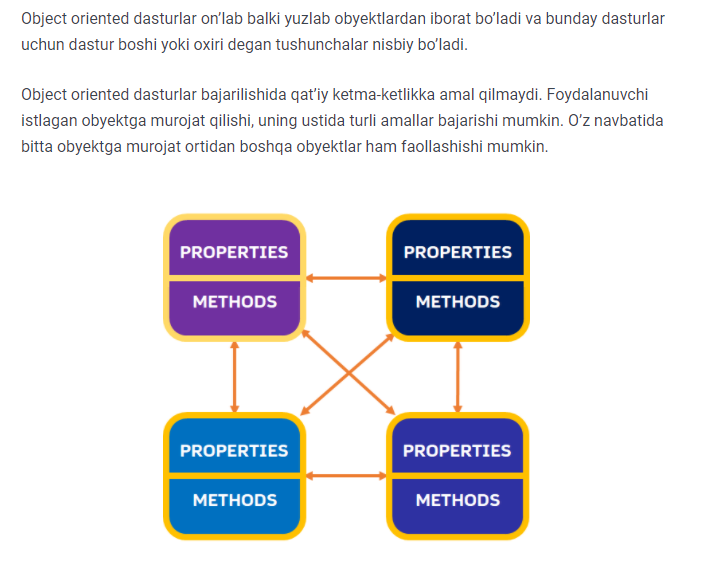 Object oriented dasturlar on’lab balki yuzlab obyektlardan iborat bo’ladi va bunday dasturlar
uchun dastur boshi yoki oxiri degan tushunchalar nisbiy bo’ladi.
Object oriented dasturlar bajarilishida qat’iy ketma-ketlikka amal qilmaydi. Foydalanuvchi
istlagan obyektga murojat qilishi, uning ustida turli amallar bajarishi mumkin. O’z navbatida
bitta obyektga murojat ortidan boshqa obyektlar ham faollashishi mumkin.
PROPERTIES
METHODS
PROPERTIES
METHODS
PROPERTIES
METHODS
PROPERTIES
METHODS